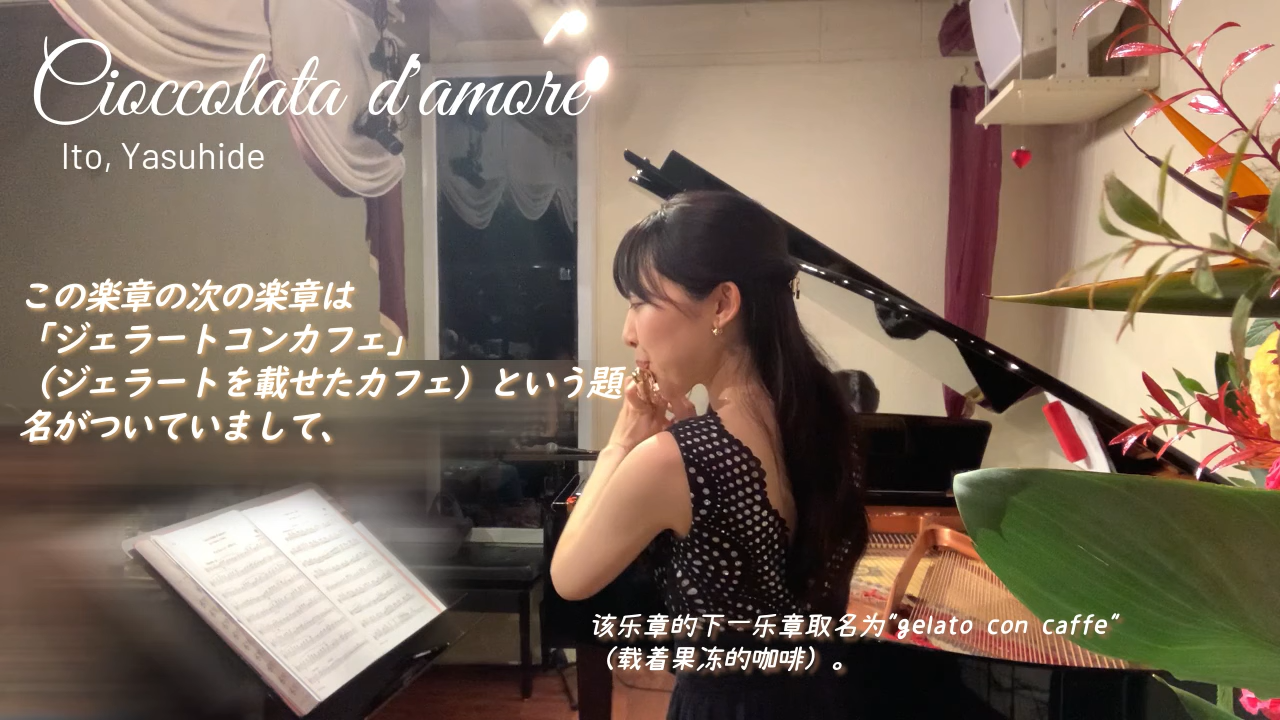 Cioccolata d'amore
Ito, Yasuhide
この楽章の次の楽章は
「ジェラートコンカフェ」
（ジェラートを載せたカフェ）という題
名がついていまして、
该乐章的下一乐章取名为"gelato con caffe"
（载着果冻的咖啡）。